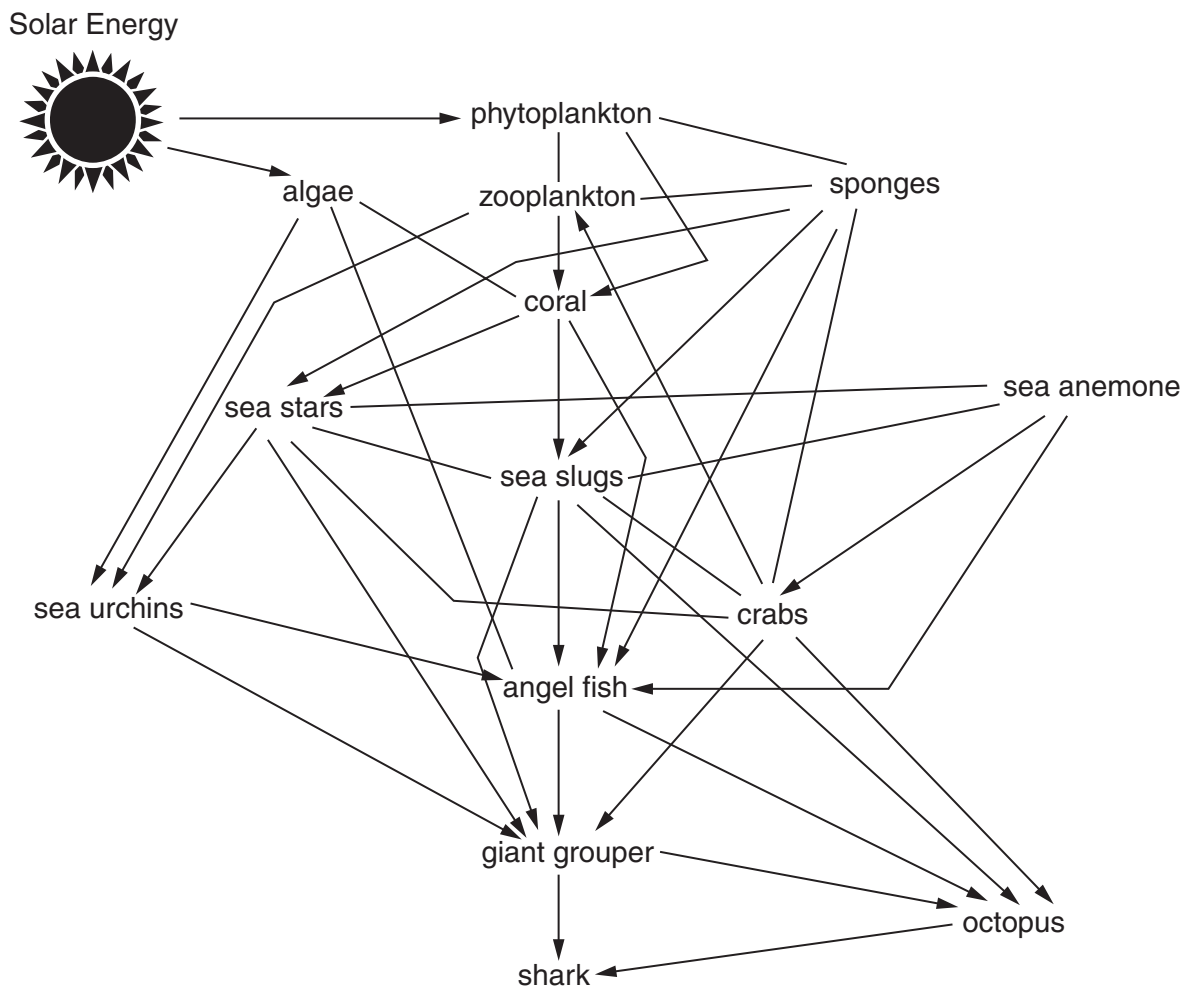 Solar Energy
phytoplankton
algae
zooplankton
sponges
coral
sea stars
sea anemone
sea slugs
sea urchins
crabs
angel fish
giant grouper
octopus
shark